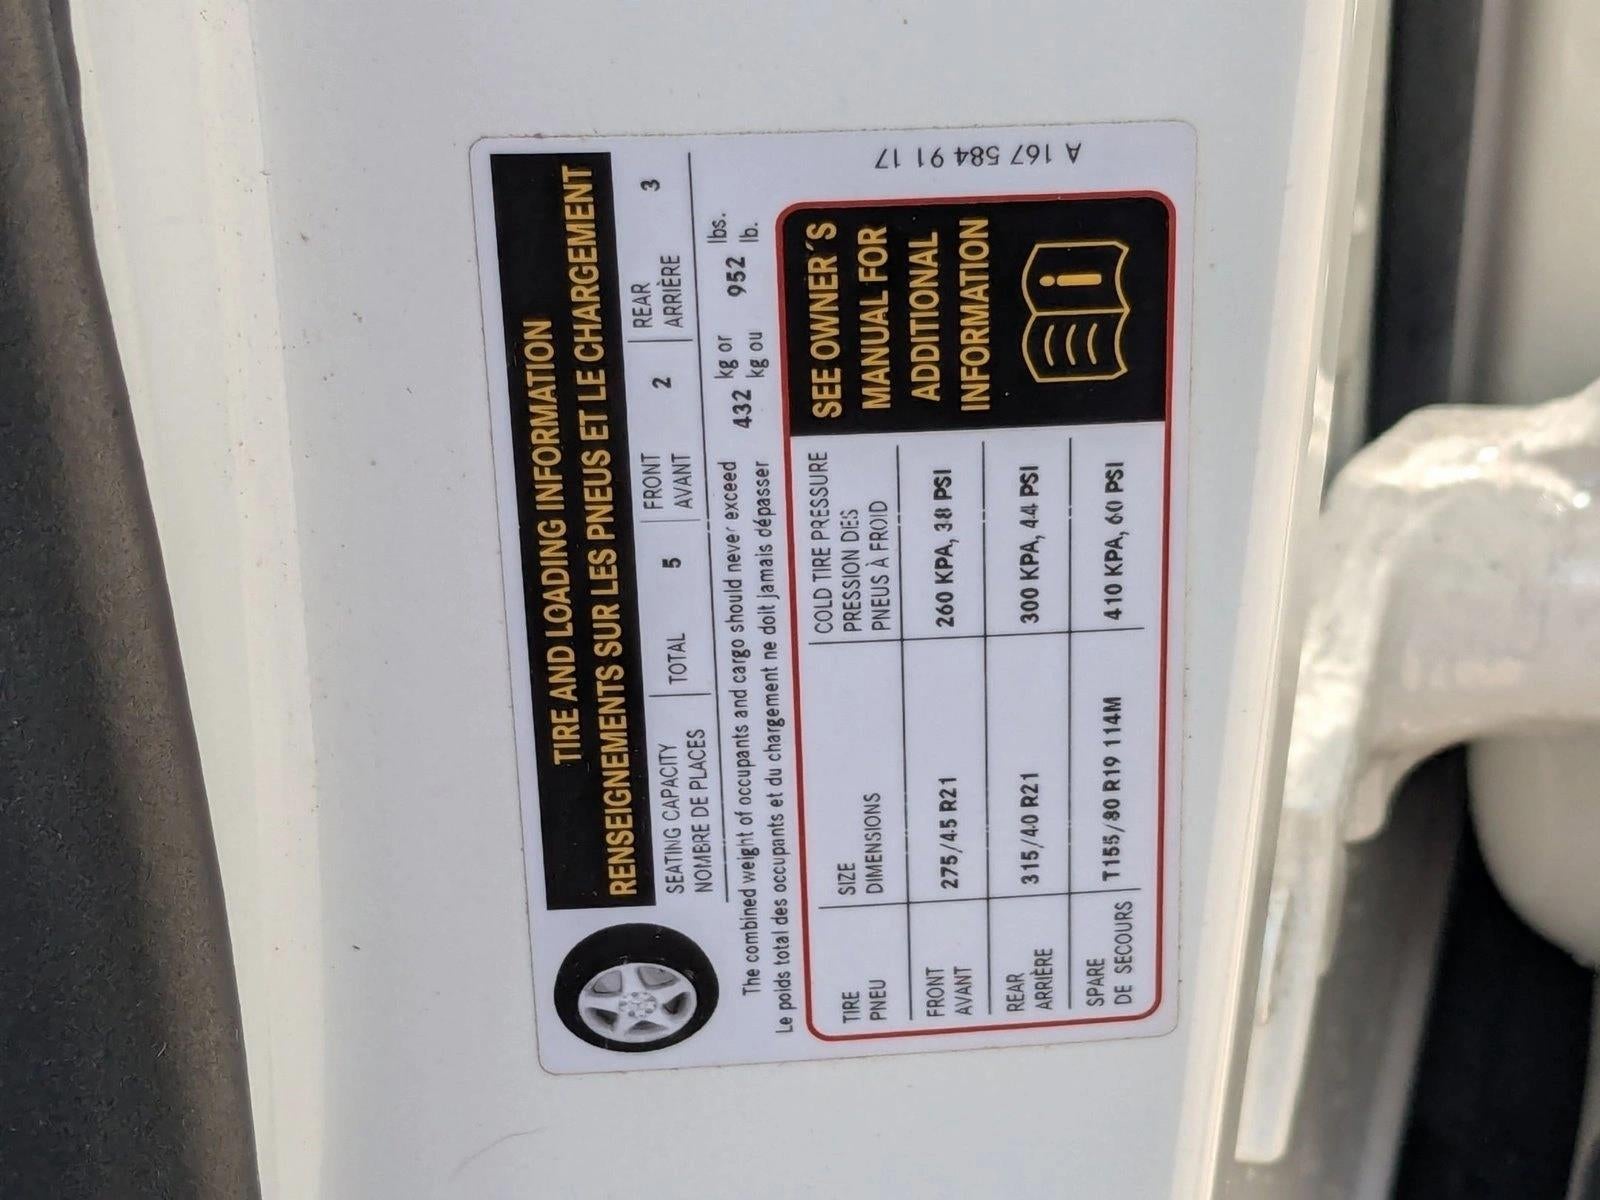 TIRE AND LOADING INFORMATION
RENSEIGNEMENTS SUR LES PNEUS ET LE CHARGEMENT
SEATING CAPACITY
NOMBRE DE PLACES
TOTAL 5
FRONT
AVANT
2
REAR
ARRIÈRE
3
The combined weight of occupants and cargo should never exceed 432 kg or 952 lbs.
Le poids total des occupants et du chargement ne doit jamais dépasser kg ou lb.
TIRE
PNEU
SIZE
DIMENSIONS
COLD TIRE PRESSURE
PRESSION DES
PNEUS À FROID
FRONT
AVANT
275/45 R21
260 KPA, 38 PSI
REAR
ARRIÈRE
315/40 R21
300 KPA, 44 PSI
SPARE
DE SECOURS
T155/80 R19 114M
410 KPA, 60 PSI
SEE OWNER'S
MANUAL FOR
ADDITIONAL
INFORMATION
A 167 584 91 17